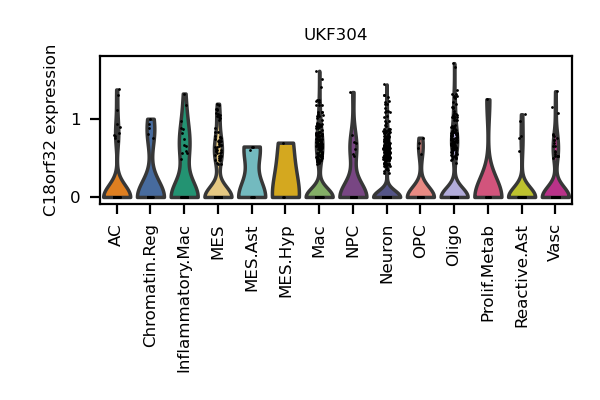 UKF304
C18orf32 expression
1
0
AC
Chromatin.Reg
Inflammatory.Mac
MES
MES.Ast
MES.Hyp
Mac
NPC
Neuron
OPC
Oligo
Prolif.Metab
Reactive.Ast
Vasc